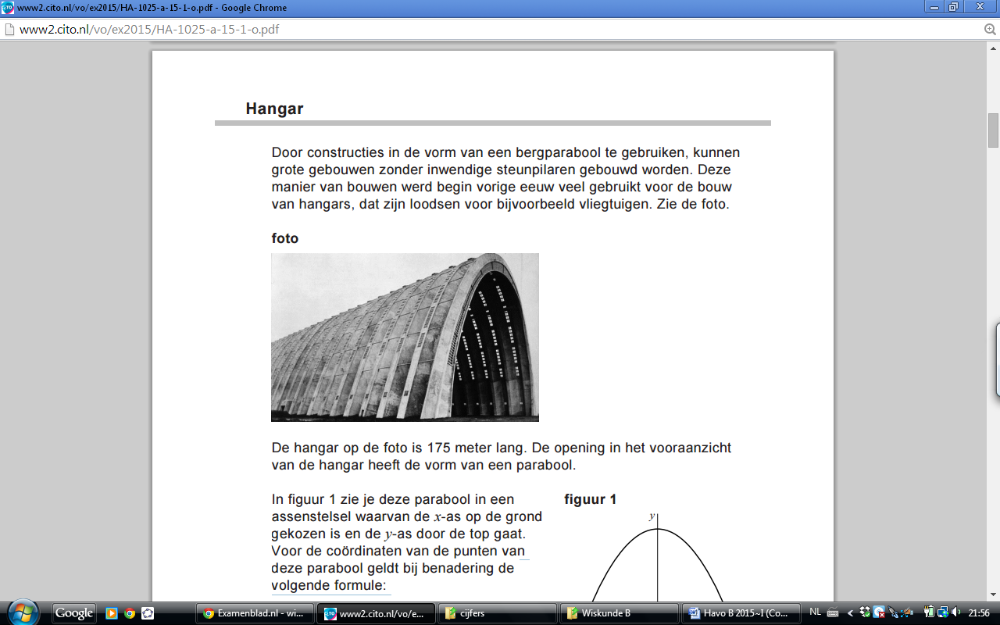 www2.cito.nl/vo/ex2015/HA-1025-a-15-1-o.pdf - Google Chrome
www2.cito.nl/vo/ex2015/HA-1025-a-15-1-o.pdf
Hangar
Door constructies in de vorm van een bergparabool te gebruiken, kunnen
grote gebouwen zonder inwendige steunpilaren gebouwd worden. Deze
manier van bouwen werd begin vorige eeuw veel gebruikt voor de bouw
van hangars, dat zijn loodsen voor bijvoorbeeld vliegtuigen. Zie de foto.
foto
De hangar op de foto is 175 meter lang. De opening in het vooraanzicht
van de hangar heeft de vorm van een parabool.
In figuur 1 zie je deze parabool in een
assenstelsel waarvan de x-as op de grond
gekozen is en de y-as door de top gaat.
Voor de coördinaten van de punten van
deze parabool geldt bij benadering de
volgende formule:
figuur 1
y
Google
Examenblad.nl - wi...
CITO
www2.cito.nl/vo/e...
cijfers
Wiskunde B
Havo B 2015~I (Co...
NL
21:56